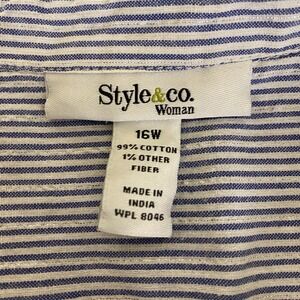 Style&co.
Woman
16W
99% COTTON
1% OTHER
FIBER
MADE IN
INDIA
WPL 8046